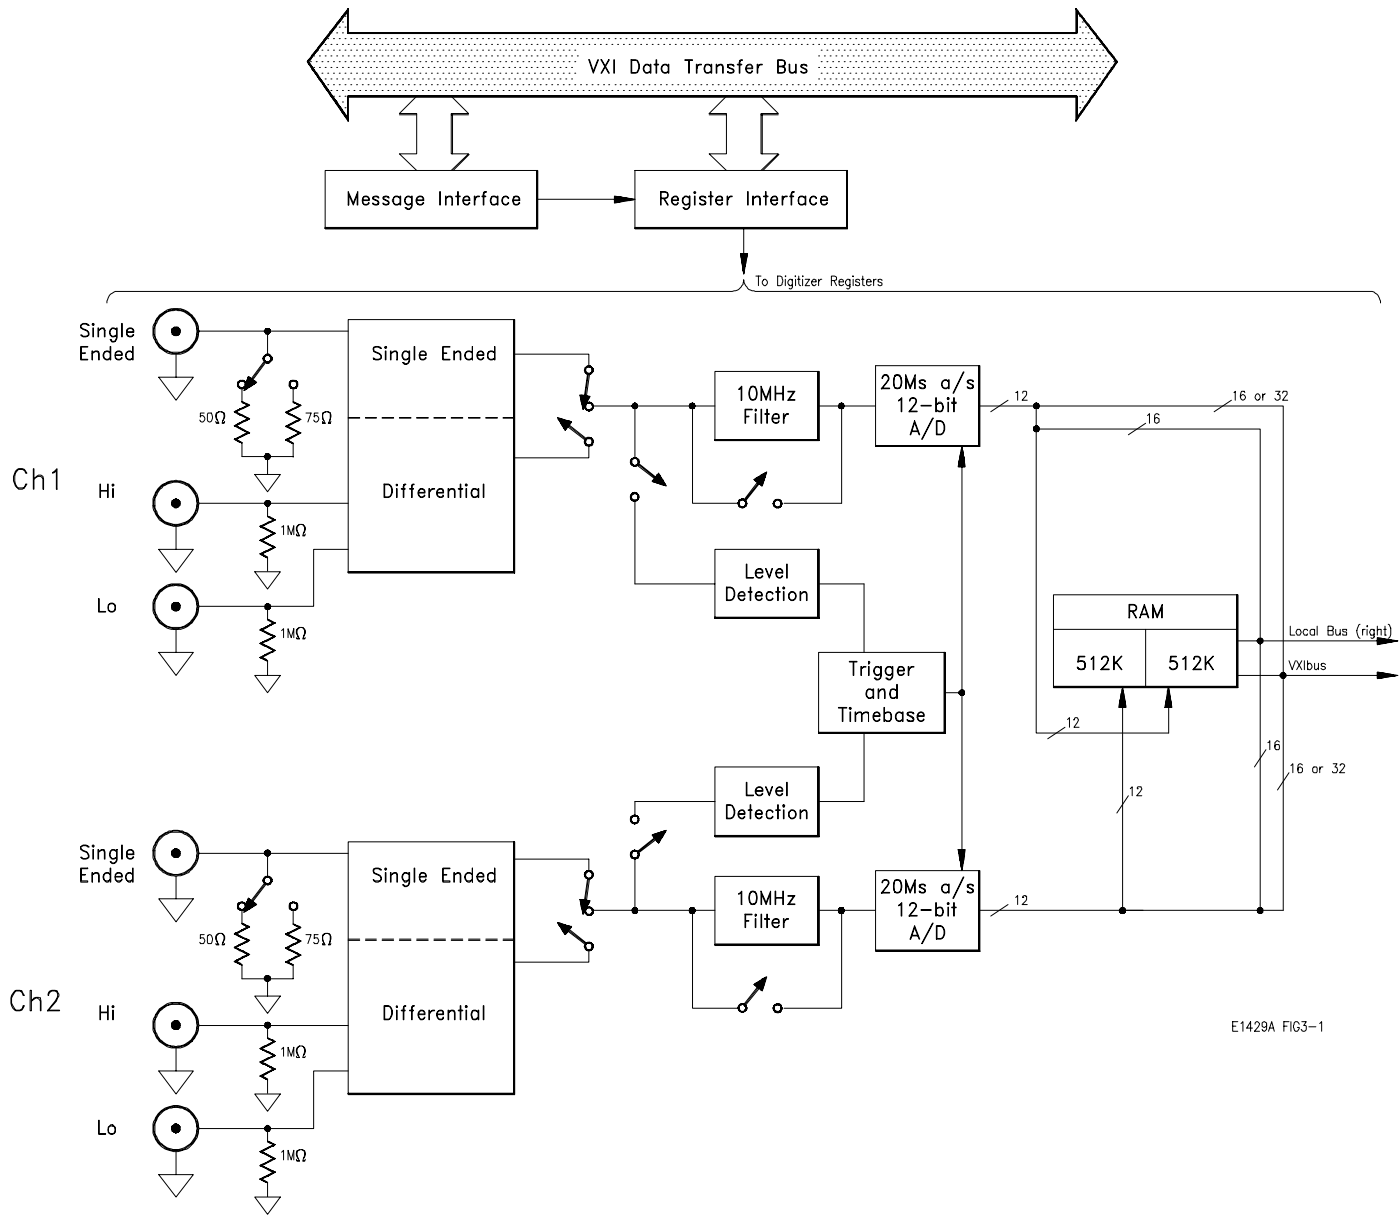 VXI Data Transfer Bus
Message Interface
Register Interface
To Digitizer Registers
Single
Ended
50Ω
75Ω
Single Ended
Differential
Ch1
Hi
1MΩ
Lo
1MΩ
10MHz
Filter
20Ms a/s
12-bit
A/D
12
16 or 32
16
Level
Detection
Trigger
and
Timebase
RAM
512K
512K
Local Bus (right)
VXIbus
12
16
16 or 32
12
Level
Detection
Single
Ended
50Ω
75Ω
Single Ended
Differential
Ch2
Hi
1MΩ
Lo
1MΩ
10MHz
Filter
20Ms a/s
12-bit
A/D
12
E1429A FIG3-1